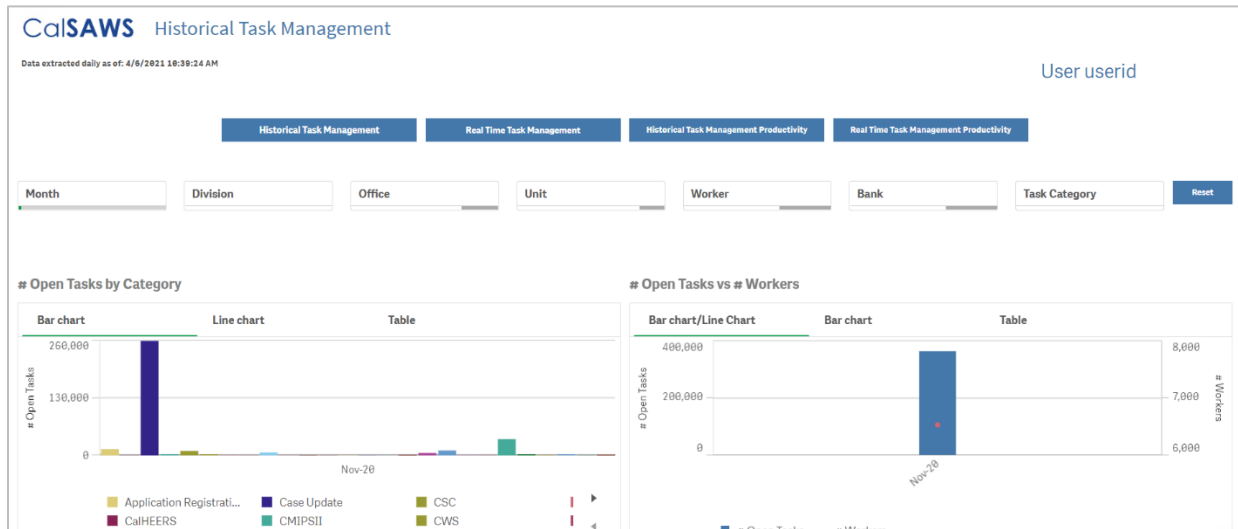 CalSAWS Historical Task Management
Data extracted daily as of: 4/6/2021 10:39:24 AM
User userid
Historical Task Management
Real Time Task Management
Historical Task Management Productivity
Real Time Task Management Productivity
Month
Division
Office
Unit
Worker
Bank
Task Category
Reset
# Open Tasks by Category
Bar chart
Line chart
Table
260,000
130,000
0
# Open Tasks
Nov-20
Application Registrati...
Case Update
CSC
CalHEERS
CMIPSII
CWS
# Open Tasks vs # Workers
Bar chart/Line Chart
Bar chart
Table
400,000
200,000
0
# Open Tasks
8,000
7,000
6,000
# Workers
Nov-20
# Open Tasks
# Workers